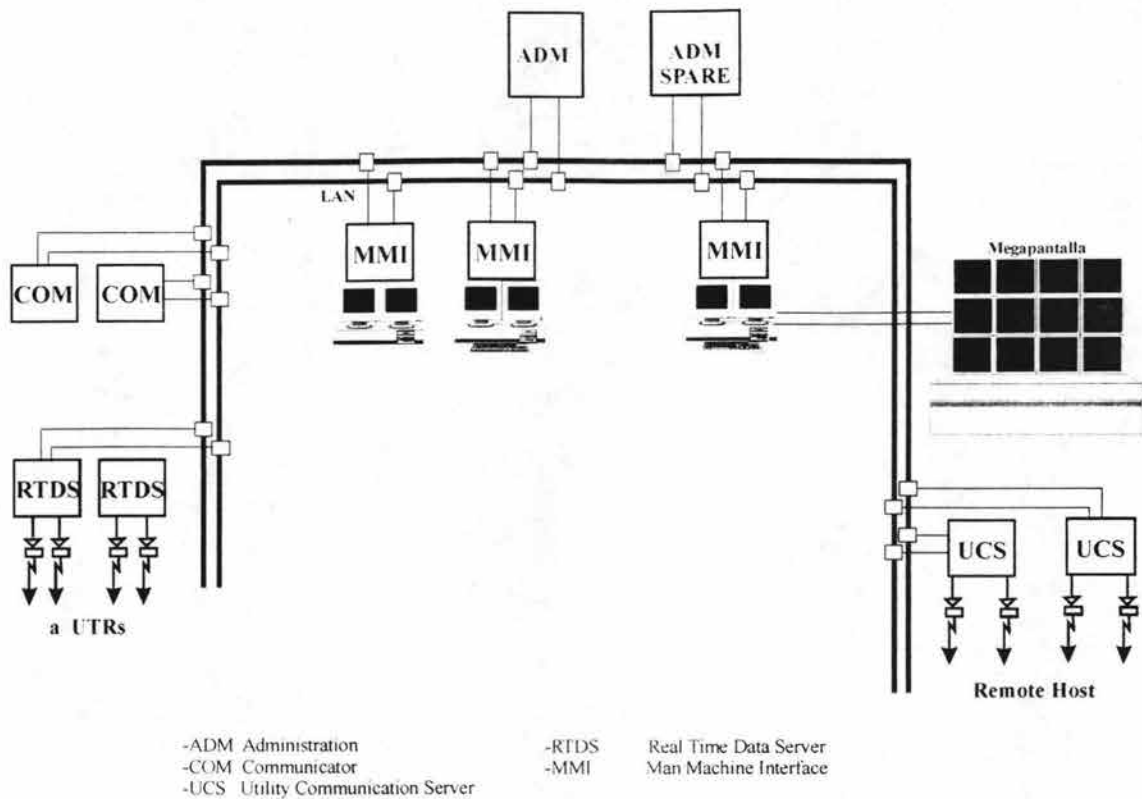 ADM
ADM
SPARE
LAN
MMI
MMI
MMI
Megapantalla
COM
COM
RTDS
RTDS
UCS
UCS
a UTRs
Remote Host
-ADM Administration
-COM Communicator
-UCS Utility Communication Server
-RTDS Real Time Data Server
-MMI Man Machine Interface